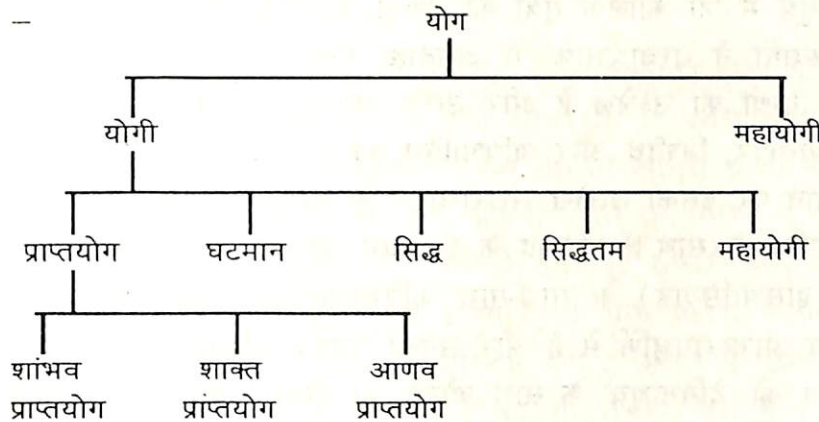 योग
योगी महायोगी
प्राप्तयोग घटमान सिद्ध सिद्धतम महायोगी
शांभव शाक्त आणव
प्राप्तयोग प्रांप्तयोग प्राप्तयोग